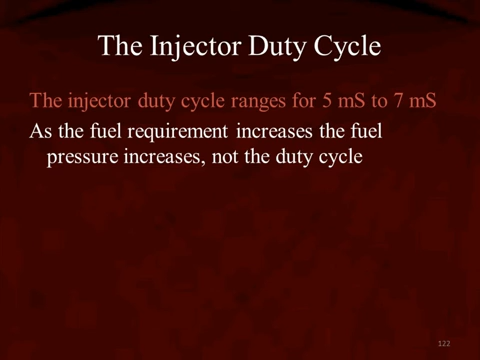 The Injector Duty Cycle
The injector duty cycle ranges for 5 mS to 7 mS
As the fuel requirement increases the fuel
pressure increases, not the duty cycle
122